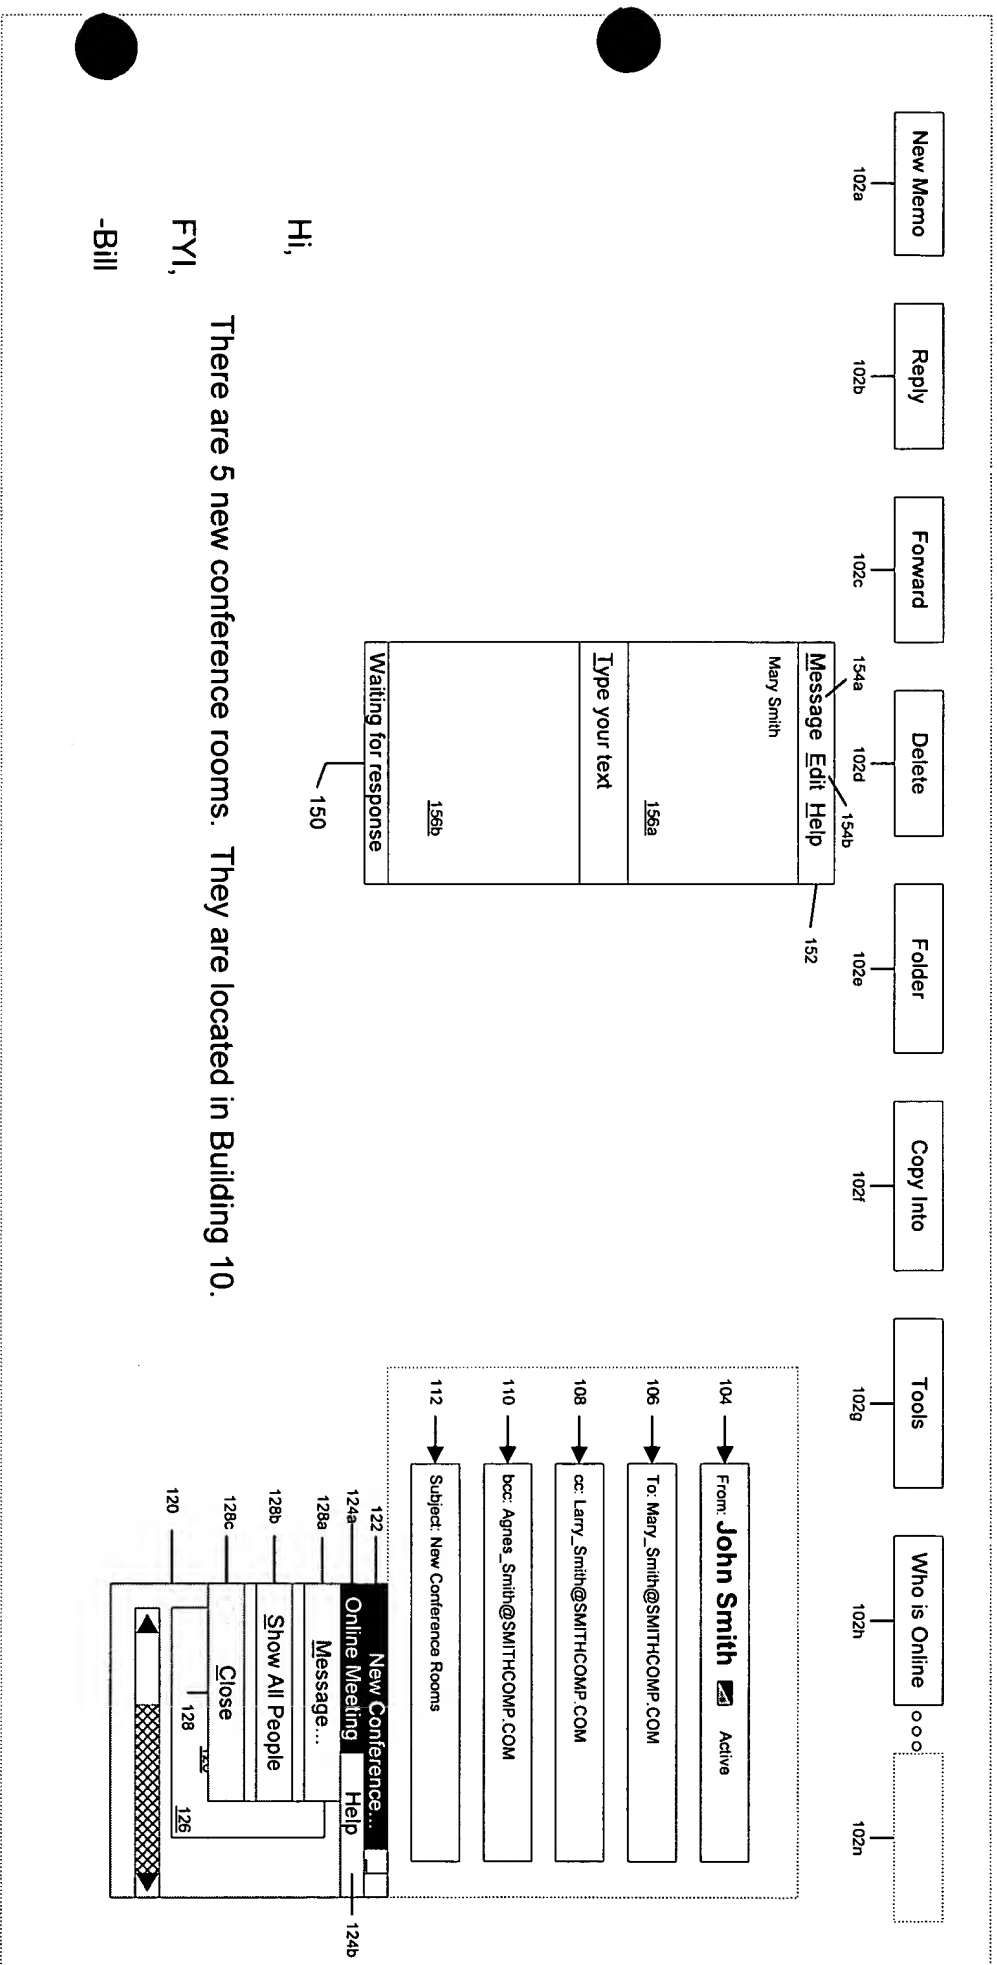 New Memo
Reply
Forward
Delete
Folder
Copy Into
Tools
Who is Online
102a
102b
102c
102d
102e
102f
102g
102h
102n
154a
154b
152
Message Edit Help
Mary Smith
156a
Type your text
156b
Waiting for response
150
104
From: John Smith Active
106
To: Mary_Smith@SMITHCOMP.COM
108
cc: Larry_Smith@SMITHCOMP.COM
110
bcc: Agnes_Smith@SMITHCOMP.COM
112
Subject: New Conference Rooms
122
New Conference...
124a
Online Meeting Help
124b
128a
Message...
128b
Show All People
128c
Close
128
126
120
Hi,
There are 5 new conference rooms. They are located in Building 10.
FYI,
-Bill